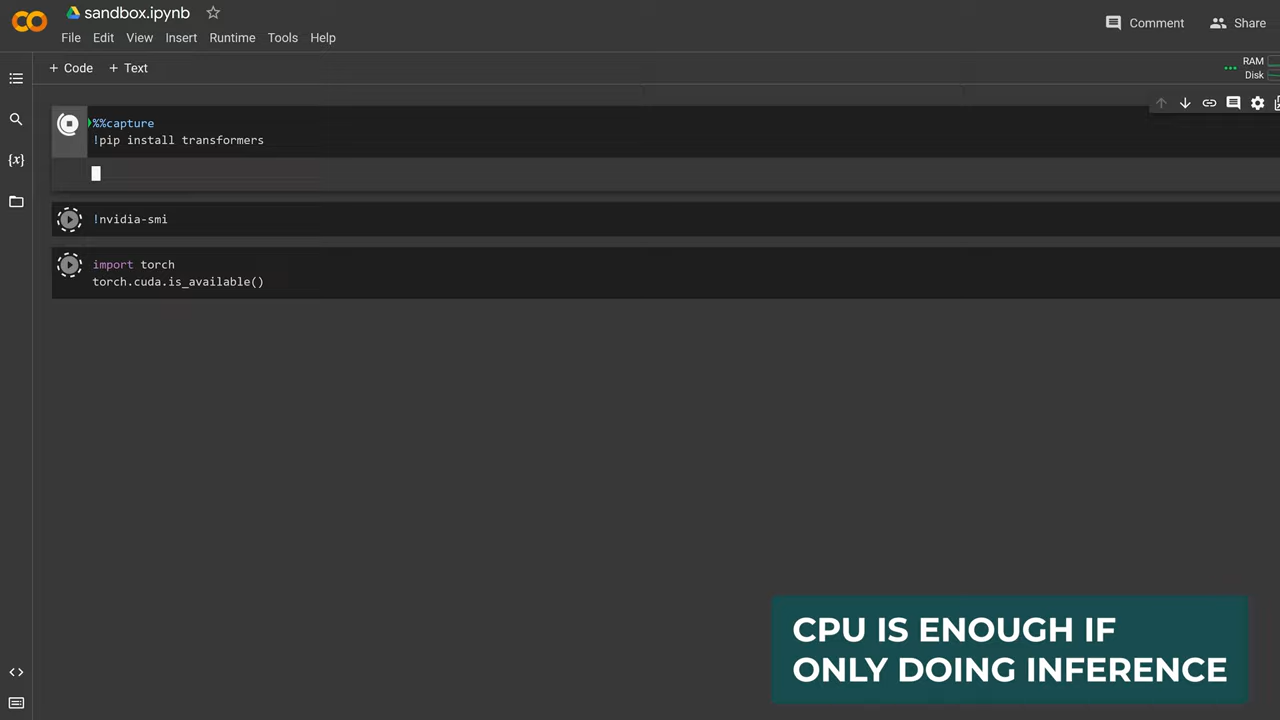 sandbox.ipynb
File Edit View Insert Runtime Tools Help
Comment Share
+ Code + Text
RAM
Disk
%%capture
!pip install transformers
!nvidia-smi
import torch
torch.cuda.is_available()
{x}
CPU IS ENOUGH IF
ONLY DOING INFERENCE